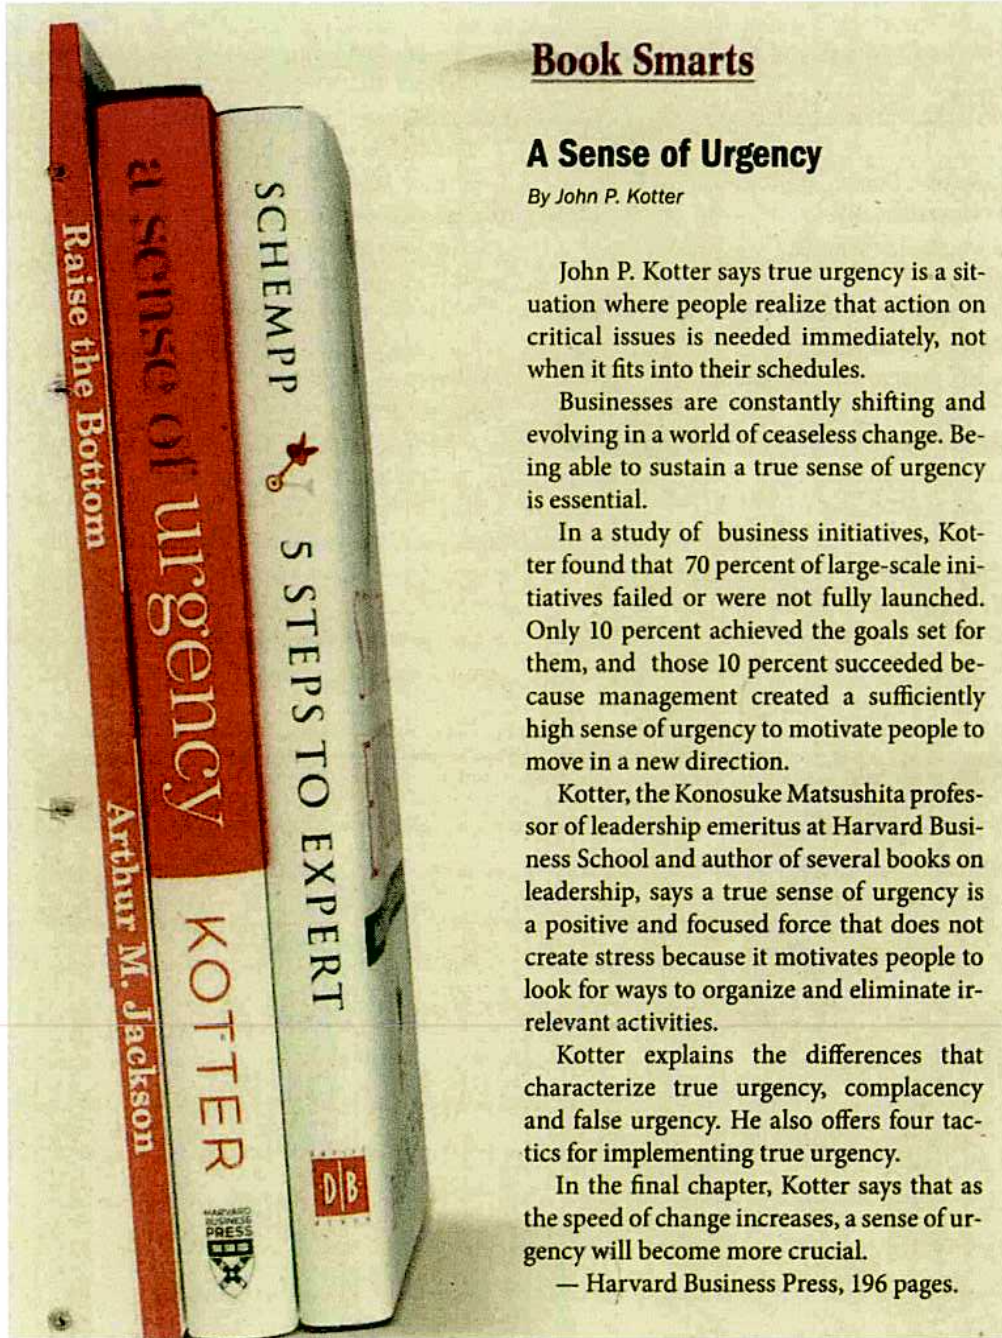 Raise the Bottom
Arthur M. Jackson
a sense of urgency
KOTTER
HARVARD
BUSINESS
PRESS
SCHEMPP
5 STEPS TO EXPERT
D|B
Book Smarts
A Sense of Urgency
By John P. Kotter
John P. Kotter says true urgency is a sit-
uation where people realize that action on
critical issues is needed immediately, not
when it fits into their schedules.
Businesses are constantly shifting and
evolving in a world of ceaseless change. Be-
ing able to sustain a true sense of urgency
is essential.
In a study of business initiatives, Kot-
ter found that 70 percent of large-scale ini-
tiatives failed or were not fully launched.
Only 10 percent achieved the goals set for
them, and those 10 percent succeeded be-
cause management created a sufficiently
high sense of urgency to motivate people to
move in a new direction.
Kotter, the Konosuke Matsushita profes-
sor of leadership emeritus at Harvard Busi-
ness School and author of several books on
leadership, says a true sense of urgency is
a positive and focused force that does not
create stress because it motivates people to
look for ways to organize and eliminate ir-
relevant activities.
Kotter explains the differences that
characterize true urgency, complacency
and false urgency. He also offers four tac-
tics for implementing true urgency.
In the final chapter, Kotter says that as
the speed of change increases, a sense of ur-
gency will become more crucial.
— Harvard Business Press, 196 pages.